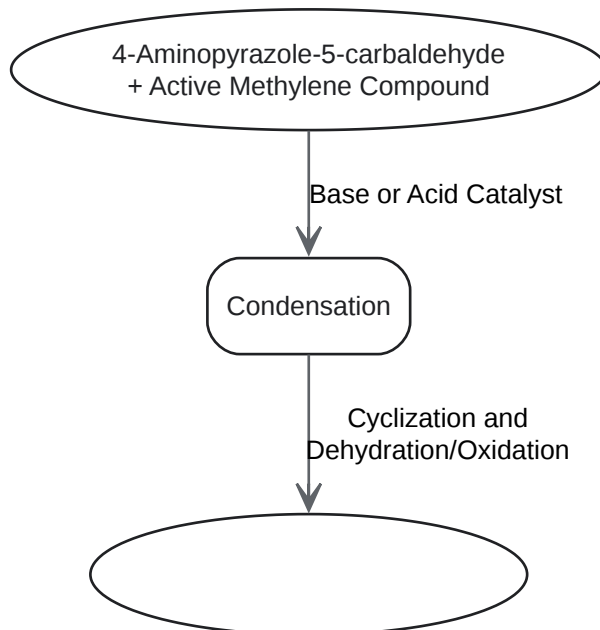 4-Aminopyrazole-5-carbaldehyde
+ Active Methylene Compound
Base or Acid Catalyst
Condensation
Cyclization and
Dehydration/Oxidation